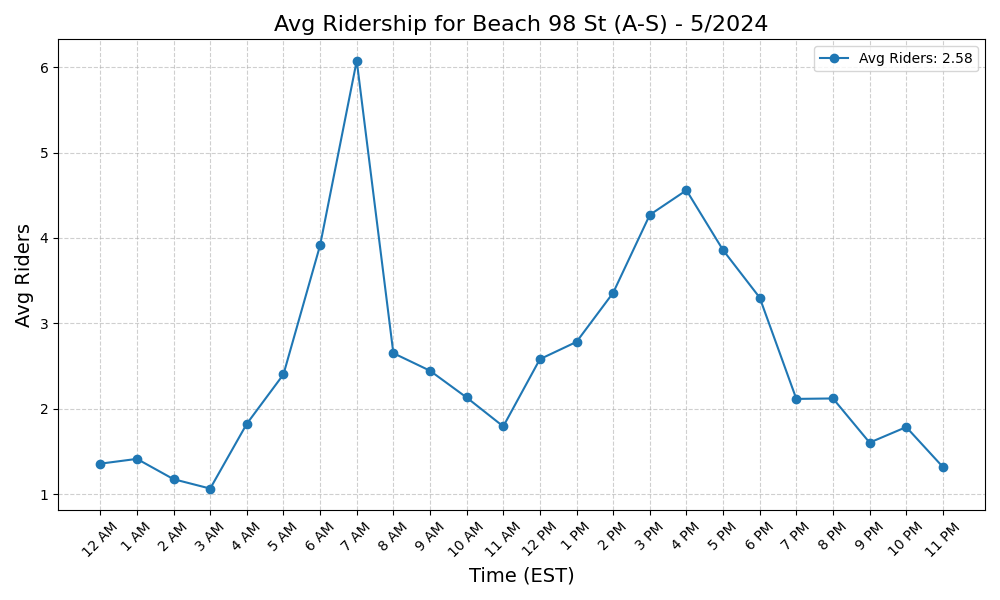 Avg Ridership for Beach 98 St (A-S) - 5/2024
Avg Riders: 2.58
Avg Riders
6
5
4
3
2
1
12 AM
1 AM
2 AM
3 AM
4 AM
5 AM
6 AM
7 AM
8 AM
9 AM
10 AM
11 AM
12 PM
1 PM
2 PM
3 PM
4 PM
5 PM
6 PM
7 PM
8 PM
9 PM
10 PM
11 PM
Time (EST)